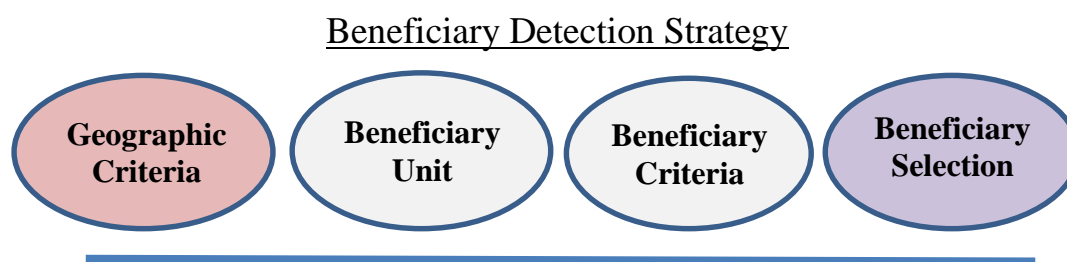 Beneficiary Detection Strategy
Geographic
Criteria
Beneficiary
Unit
Beneficiary
Criteria
Beneficiary
Selection